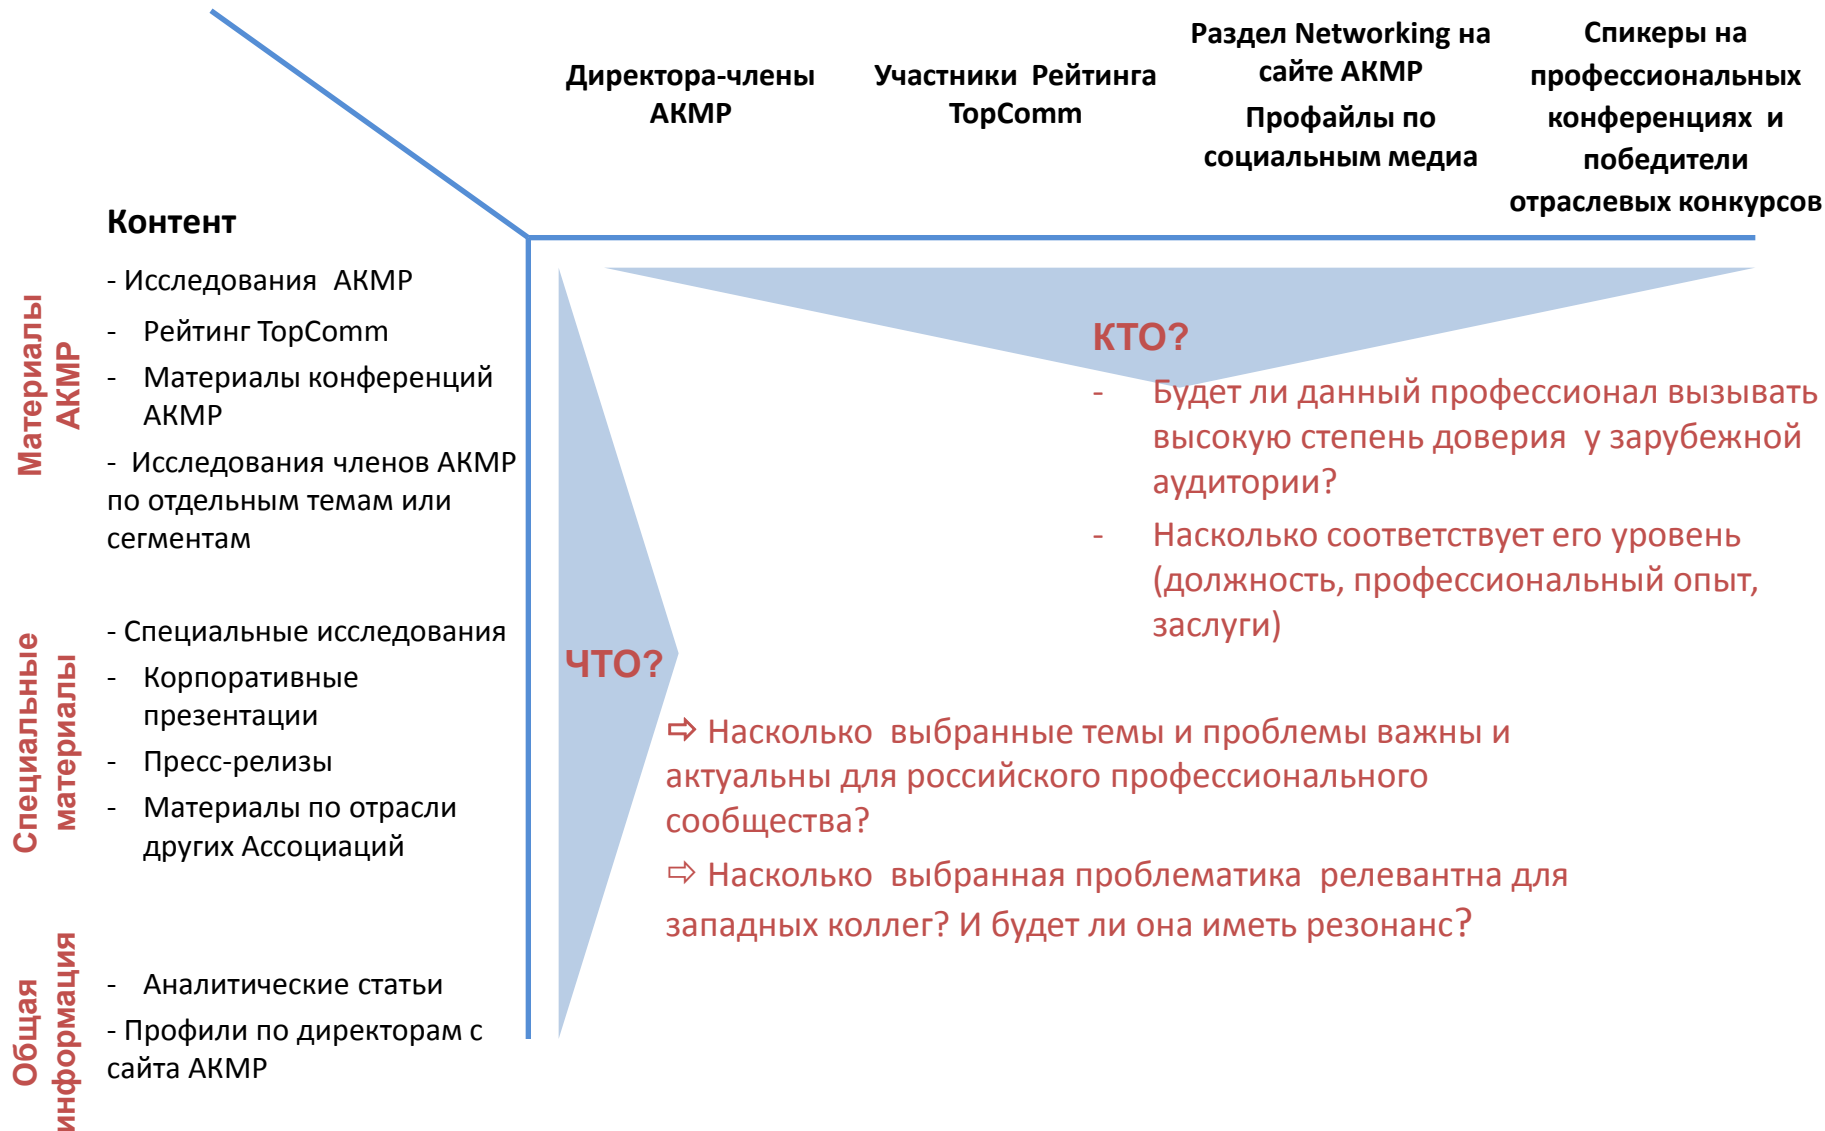 Директора-члены
АКМР
Участники Рейтинга
TopComm
Раздел Networking на
сайте АКМР
Профайлы по
социальным медиа
Спикеры на
профессиональных
конференциях и
победители
отраслевых конкурсов
Контент
Материалы
АКМР
- Исследования АКМР
- Рейтинг TopComm
- Материалы конференций
АКМР
- Исследования членов АКМР
по отдельным темам или
сегментам
Специальные
материалы
- Специальные исследования
- Корпоративные
презентации
- Пресс-релизы
- Материалы по отрасли
других Ассоциаций
Общая
информация
- Аналитические статьи
- Профили по директорам с
сайта АКМР
КТО?
- Будет ли данный профессионал вызывать
высокую степень доверия у зарубежной
аудитории?
- Насколько соответствует его уровень
(должность, профессиональный опыт,
заслуги)
ЧТО?
⇨ Насколько выбранные темы и проблемы важны и
актуальны для российского профессионального
сообщества?
⇨ Насколько выбранная проблематика релевантна для
западных коллег? И будет ли она иметь резонанс?